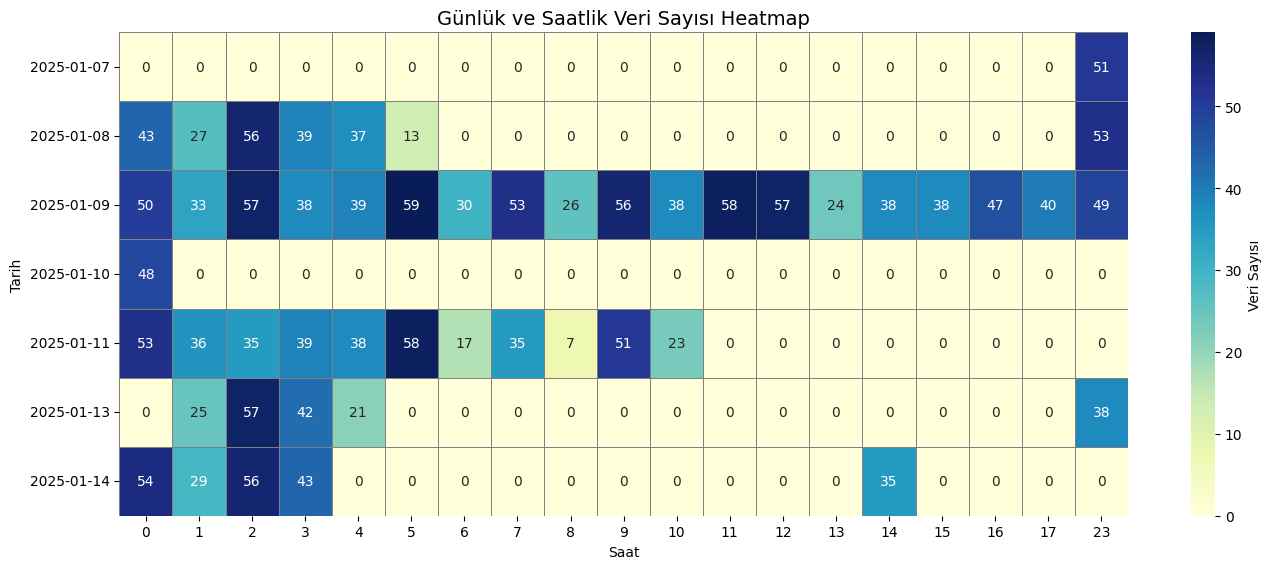 Günlük ve Saatlik Veri Sayısı Heatmap
Tarih
2025-01-07 0 0 0 0 0 0 0 0 0 0 0 0 0 0 0 0 0 0 51
2025-01-08 43 27 56 39 37 13 0 0 0 0 0 0 0 0 0 0 0 0 53
2025-01-09 50 33 57 38 39 59 30 53 26 56 38 58 57 24 38 38 47 40 49
2025-01-10 48 0 0 0 0 0 0 0 0 0 0 0 0 0 0 0 0 0 0
2025-01-11 53 36 35 39 38 58 17 35 7 51 23 0 0 0 0 0 0 0 0
2025-01-13 0 25 57 42 21 0 0 0 0 0 0 0 0 0 0 0 0 0 38
2025-01-14 54 29 56 43 0 0 0 0 0 0 0 0 0 0 35 0 0 0 0
0 1 2 3 4 5 6 7 8 9 10 11 12 13 14 15 16 17 23
Saat
50
40
30
20
10
0
Veri Sayısı